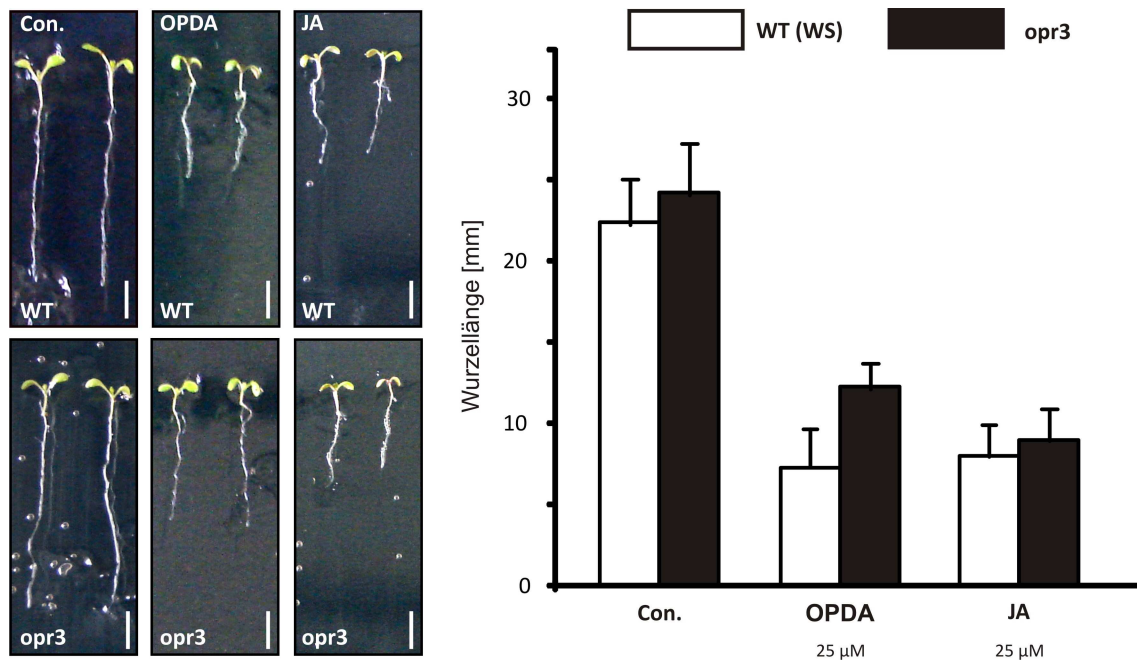 Con.
OPDA
JA
WT
WT
WT
opr3
opr3
opr3
WT (WS)
opr3
Wurzellänge [mm]
30
20
10
0
Con.
OPDA
JA
25 µM
25 µM